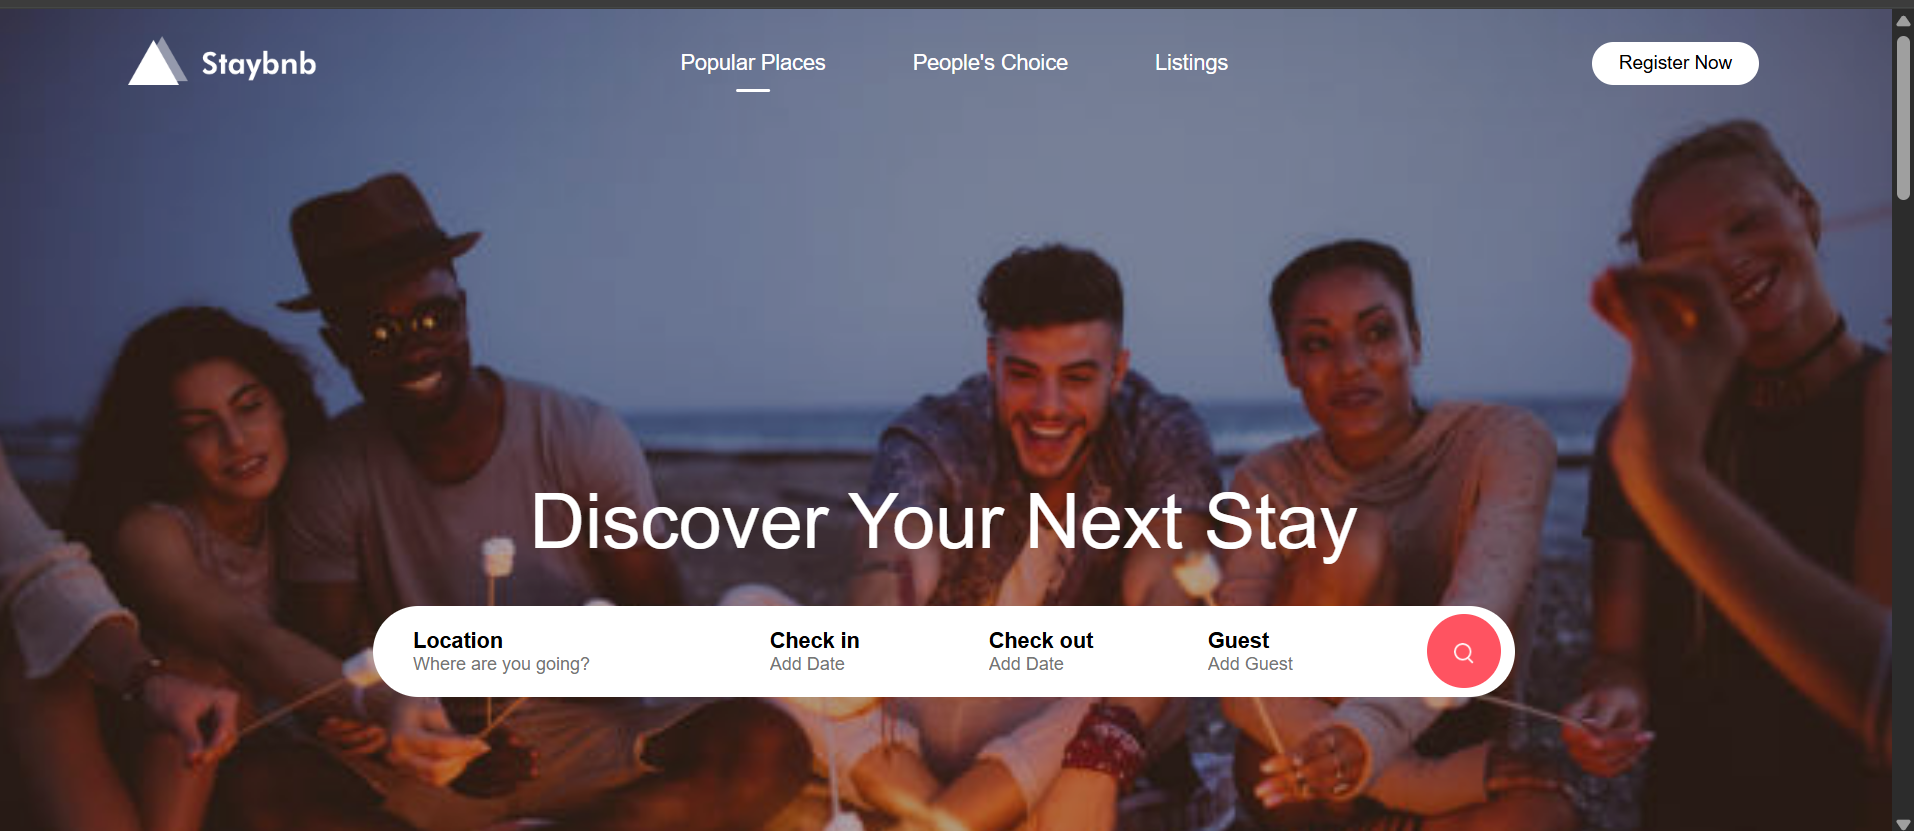 Staybnb
Popular Places
People's Choice
Listings
Register Now
Discover Your Next Stay
Location
Where are you going?
Check in
Add Date
Check out
Add Date
Guest
Add Guest